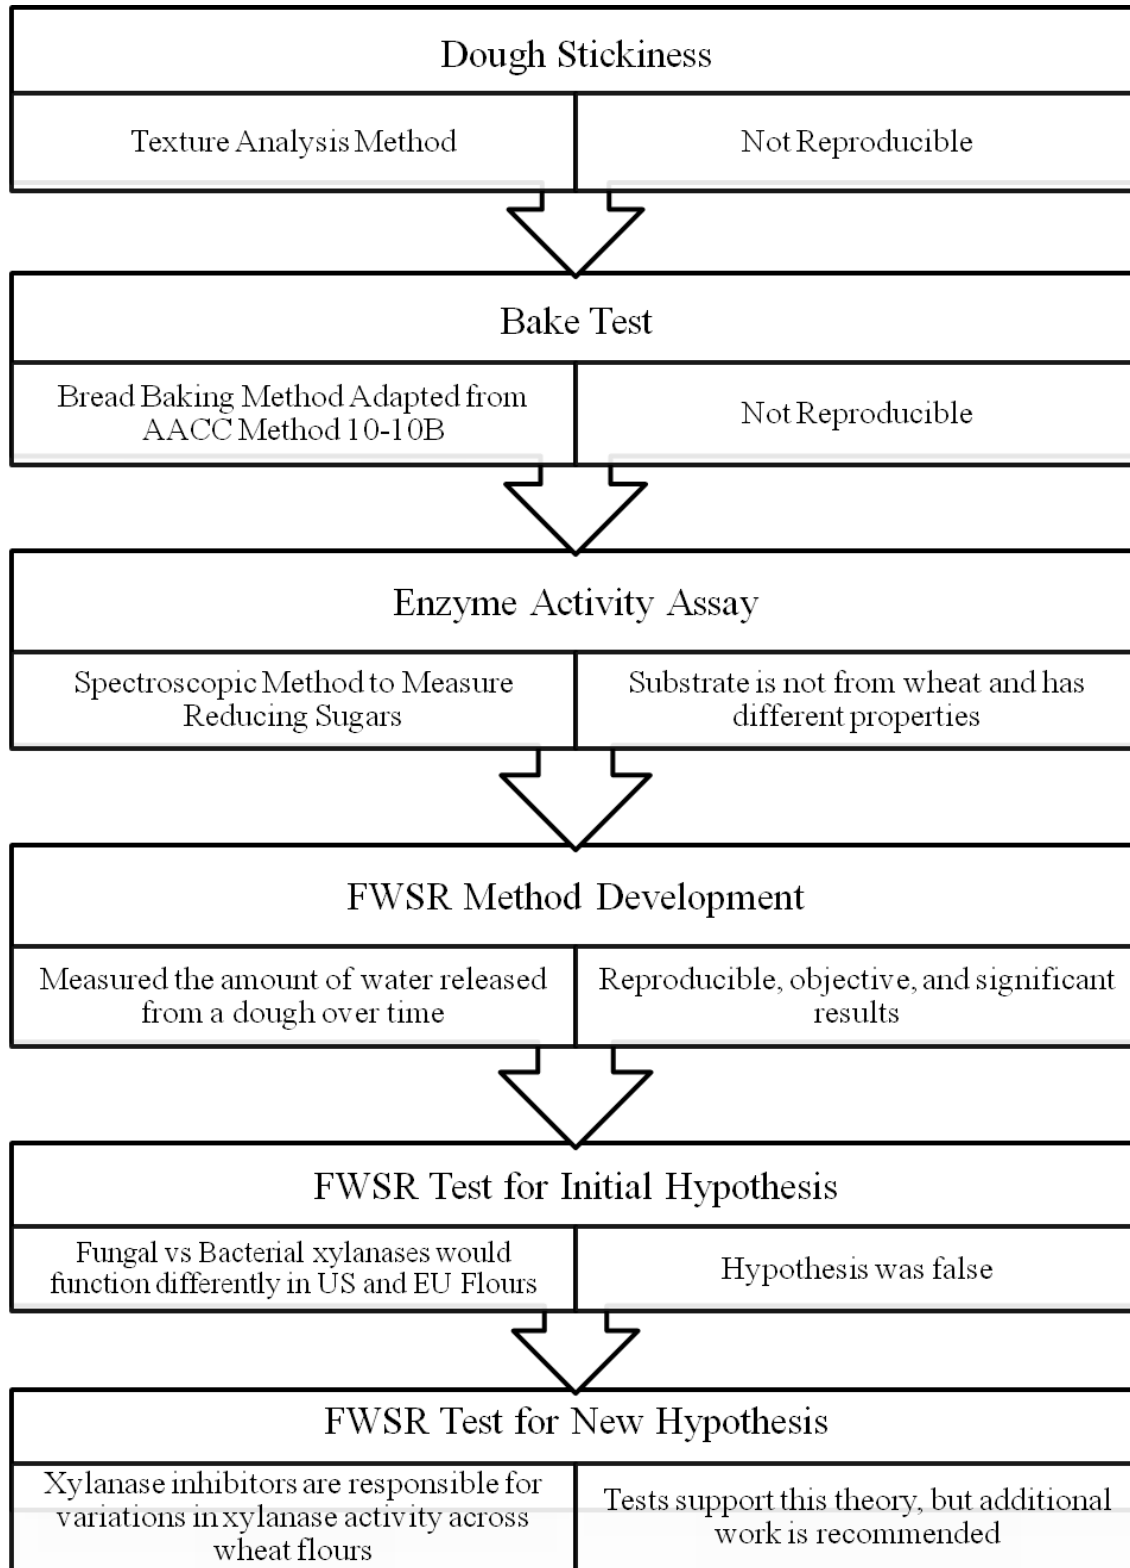 Dough Stickiness
Texture Analysis Method
Not Reproducible
Bake Test
Bread Baking Method Adapted from
AACC Method 10-10B
Not Reproducible
Enzyme Activity Assay
Spectroscopic Method to Measure
Reducing Sugars
Substrate is not from wheat and has
different properties
FWSR Method Development
Measured the amount of water released
from a dough over time
Reproducible, objective, and significant
results
FWSR Test for Initial Hypothesis
Fungal vs Bacterial xylanases would
function differently in US and EU Flours
Hypothesis was false
FWSR Test for New Hypothesis
Xylanase inhibitors are responsible for
variations in xylanase activity across
wheat flours
Tests support this theory, but additional
work is recommended